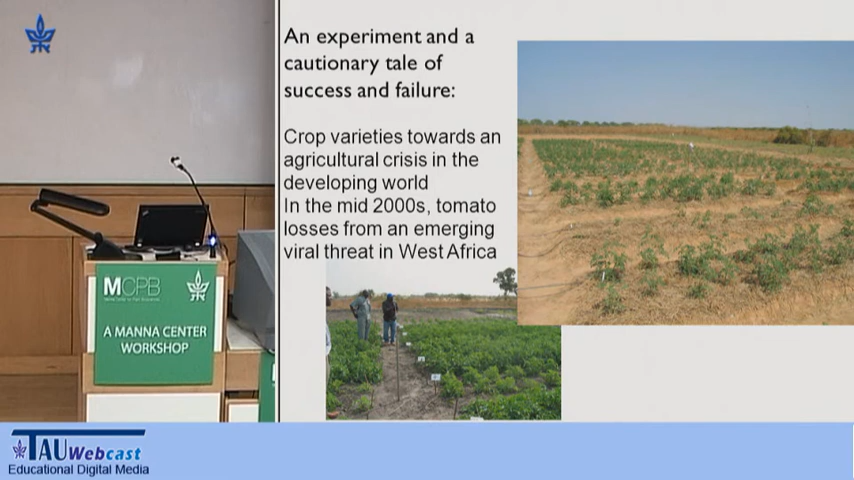 An experiment and a
cautionary tale of
success and failure:
Crop varieties towards an
agricultural crisis in the
developing world
In the mid 2000s, tomato
losses from an emerging
viral threat in West Africa
MCPB
A MANNA CENTER
WORKSHOP
TAU Webcast
Educational Digital Media